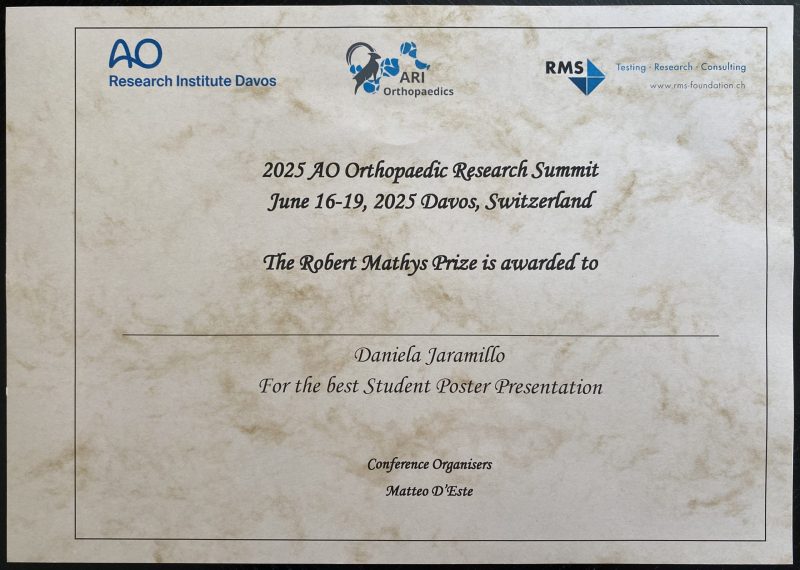 AO
Research Institute Davos
ARI
Orthopaedics
RMS
Testing · Research · Consulting
www.rms-foundation.ch
2025 AO Orthopaedic Research Summit
June 16-19, 2025 Davos, Switzerland
The Robert Mathys Prize is awarded to
Daniela Jaramillo
For the best Student Poster Presentation
Conference Organisers
Matteo D'Este